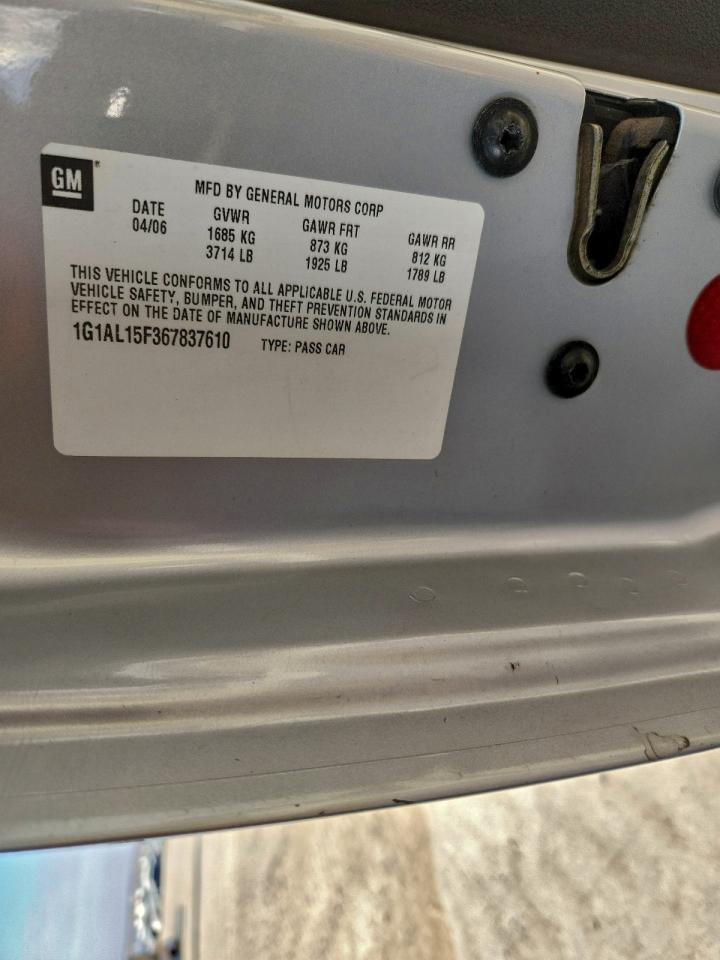 GM
MFD BY GENERAL MOTORS CORP
DATE GVWR GAWR FRT GAWR RR
04/06 1685 KG 873 KG 812 KG
3714 LB 1925 LB 1789 LB
THIS VEHICLE CONFORMS TO ALL APPLICABLE U.S. FEDERAL MOTOR
VEHICLE SAFETY, BUMPER, AND THEFT PREVENTION STANDARDS IN
EFFECT ON THE DATE OF MANUFACTURE SHOWN ABOVE.
1G1AL15F367837610 TYPE: PASS CAR